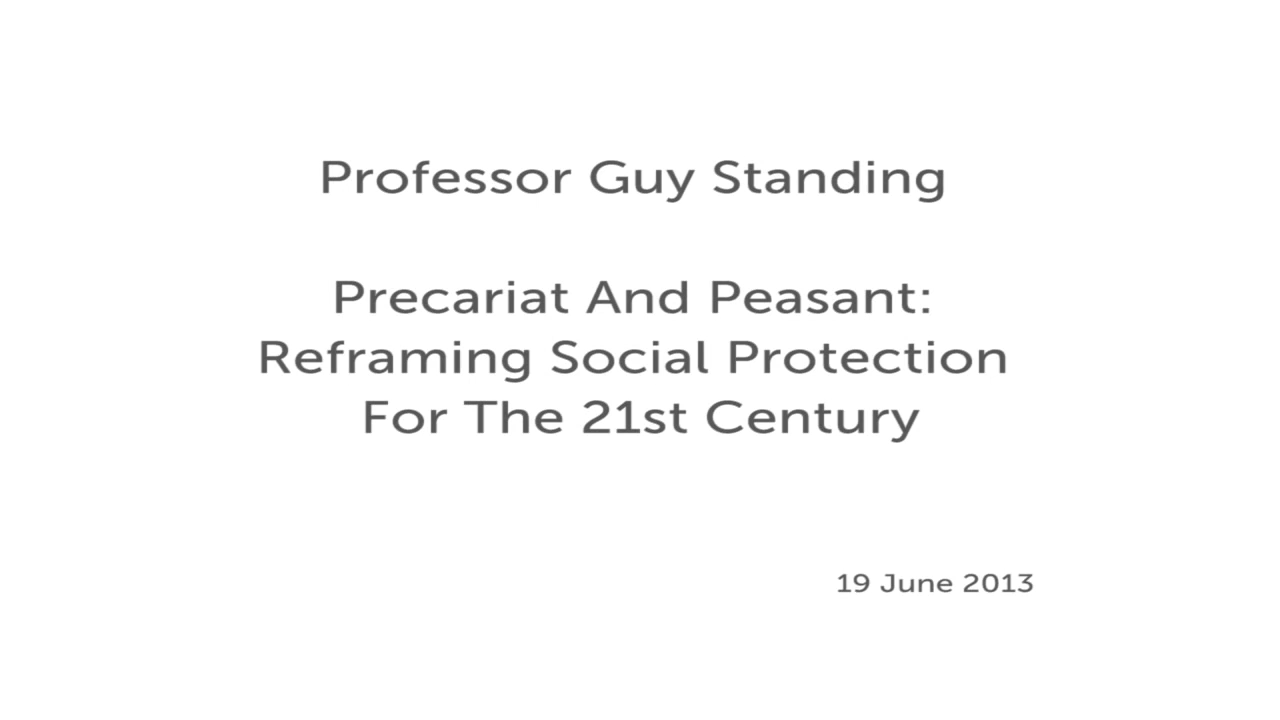 Professor Guy Standing
Precariat And Peasant:
Reframing Social Protection
For The 21st Century
19 June 2013